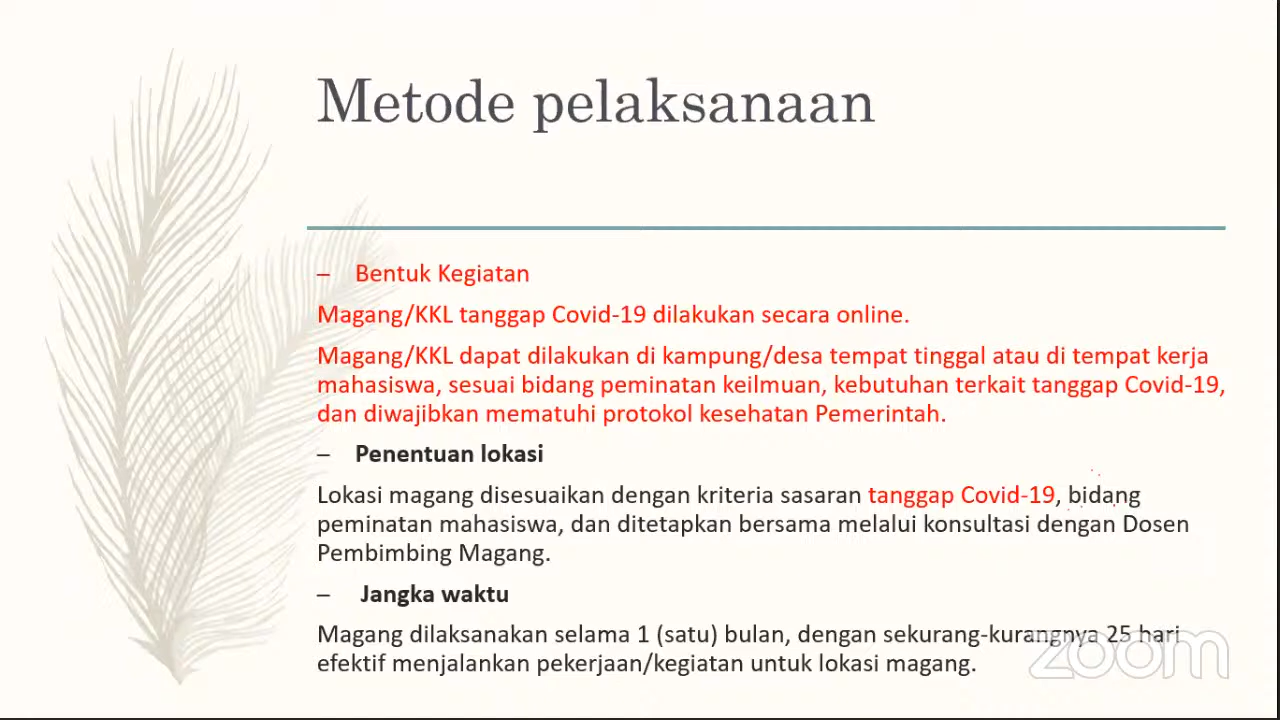 Metode pelaksanaan
– Bentuk Kegiatan
Magang/KKL tanggap Covid-19 dilakukan secara online.
Magang/KKL dapat dilakukan di kampung/desa tempat tinggal atau di tempat kerja
mahasiswa, sesuai bidang peminatan keilmuan, kebutuhan terkait tanggap Covid-19,
dan diwajibkan mematuhi protokol kesehatan Pemerintah.
– Penentuan lokasi
Lokasi magang disesuaikan dengan kriteria sasaran tanggap Covid-19, bidang
peminatan mahasiswa, dan ditetapkan bersama melalui konsultasi dengan Dosen
Pembimbing Magang.
– Jangka waktu
Magang dilaksanakan selama 1 (satu) bulan, dengan sekurang-kurangnya 25 hari
efektif menjalankan pekerjaan/kegiatan untuk lokasi magang.
zoom